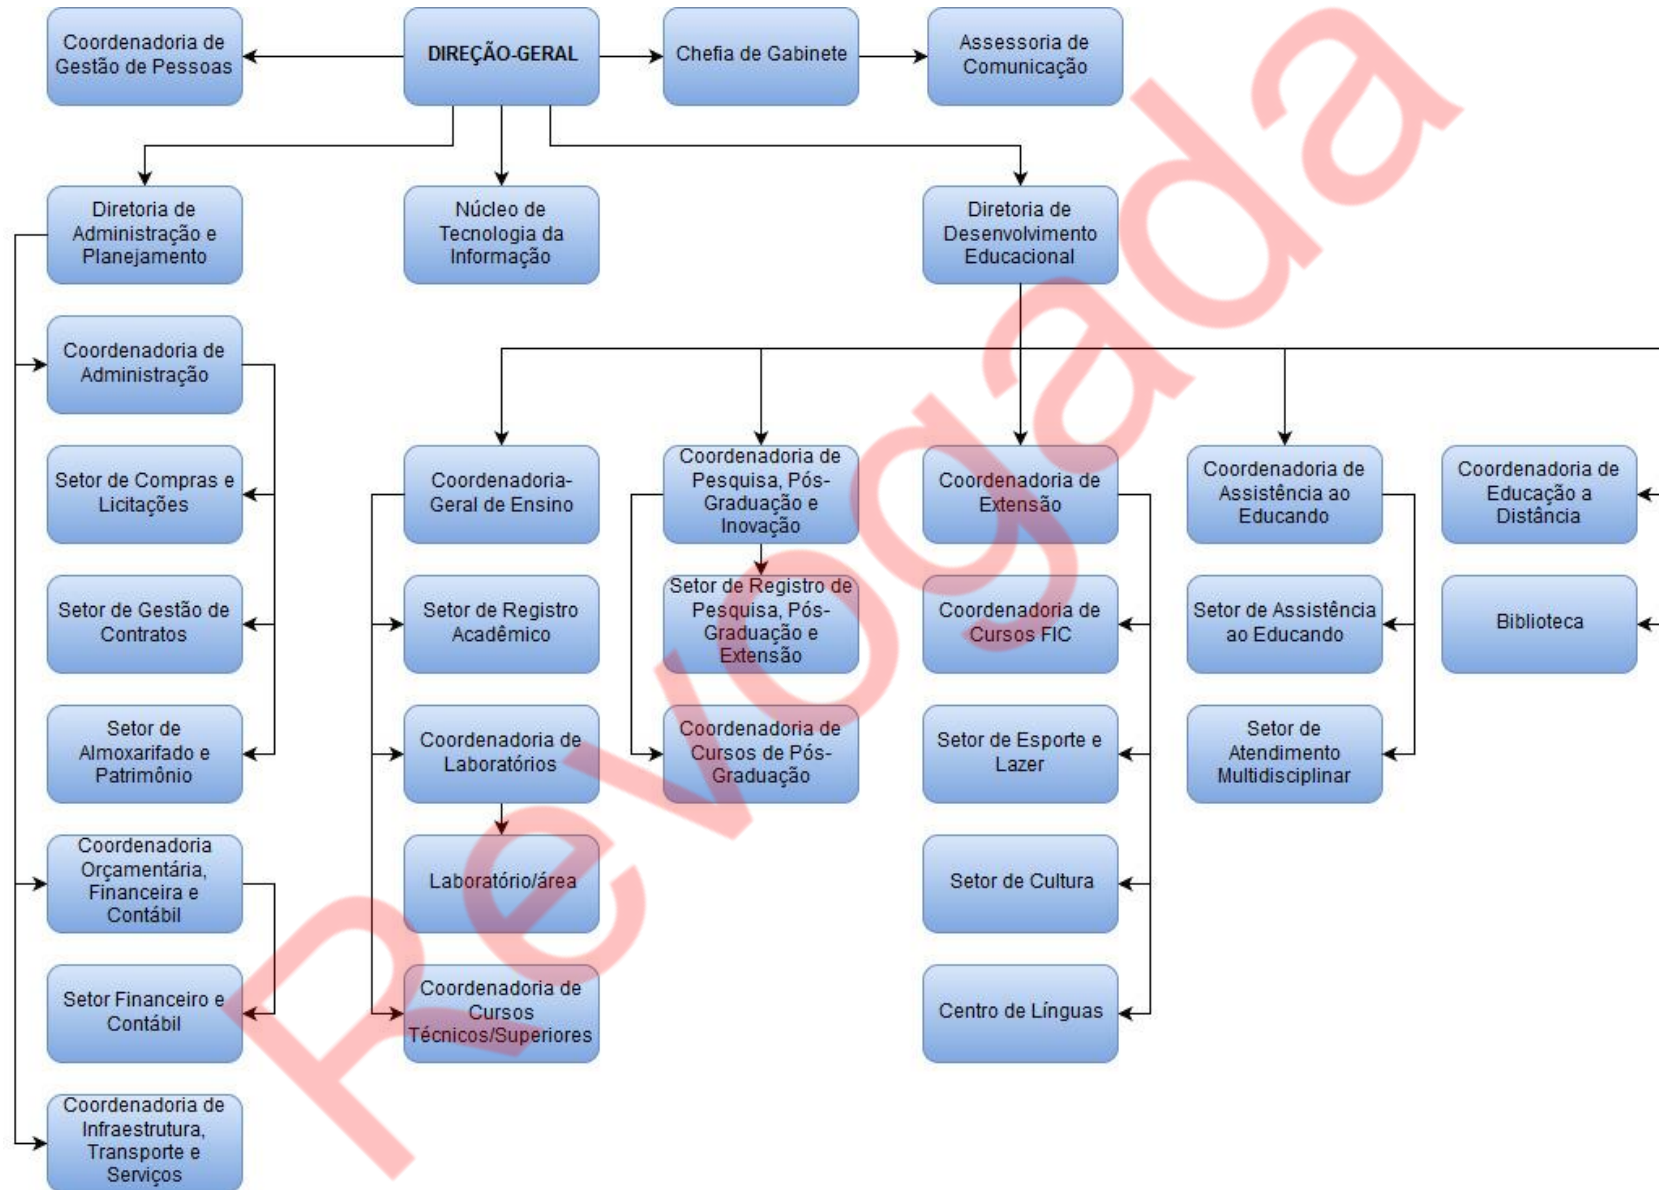 Coordenadoria de
Gestão de Pessoas
DIREÇÃO-GERAL
Chefia de Gabinete
Assessoria de
Comunicação
Diretoria de
Administração e
Planejamento
Núcleo de
Tecnologia da
Informação
Diretoria de
Desenvolvimento
Educacional
Coordenadoria de
Administração
Setor de Compras e
Licitações
Setor de Gestão de
Contratos
Setor de
Almoxarifado e
Patrimônio
Coordenadoria
Orçamentária,
Financeira e
Contábil
Setor Financeiro e
Contábil
Coordenadoria de
Infraestrutura,
Transporte e
Serviços
Coordenadoria-
Geral de Ensino
Setor de Registro
Acadêmico
Coordenadoria de
Laboratórios
Laboratório/área
Coordenadoria de
Cursos
Técnicos/Superiores
Coordenadoria de
Pesquisa, Pós-
Graduação e
Inovação
Setor de Registro de
Pesquisa, Pós-
Graduação e
Extensão
Coordenadoria de
Cursos de Pós-
Graduação
Coordenadoria de
Extensão
Coordenadoria de
Cursos FIC
Setor de Esporte e
Lazer
Setor de Cultura
Centro de Línguas
Coordenadoria de
Assistência ao
Educando
Setor de Assistência
ao Educando
Setor de
Atendimento
Multidisciplinar
Coordenadoria de
Educação a
Distância
Biblioteca
Revogada